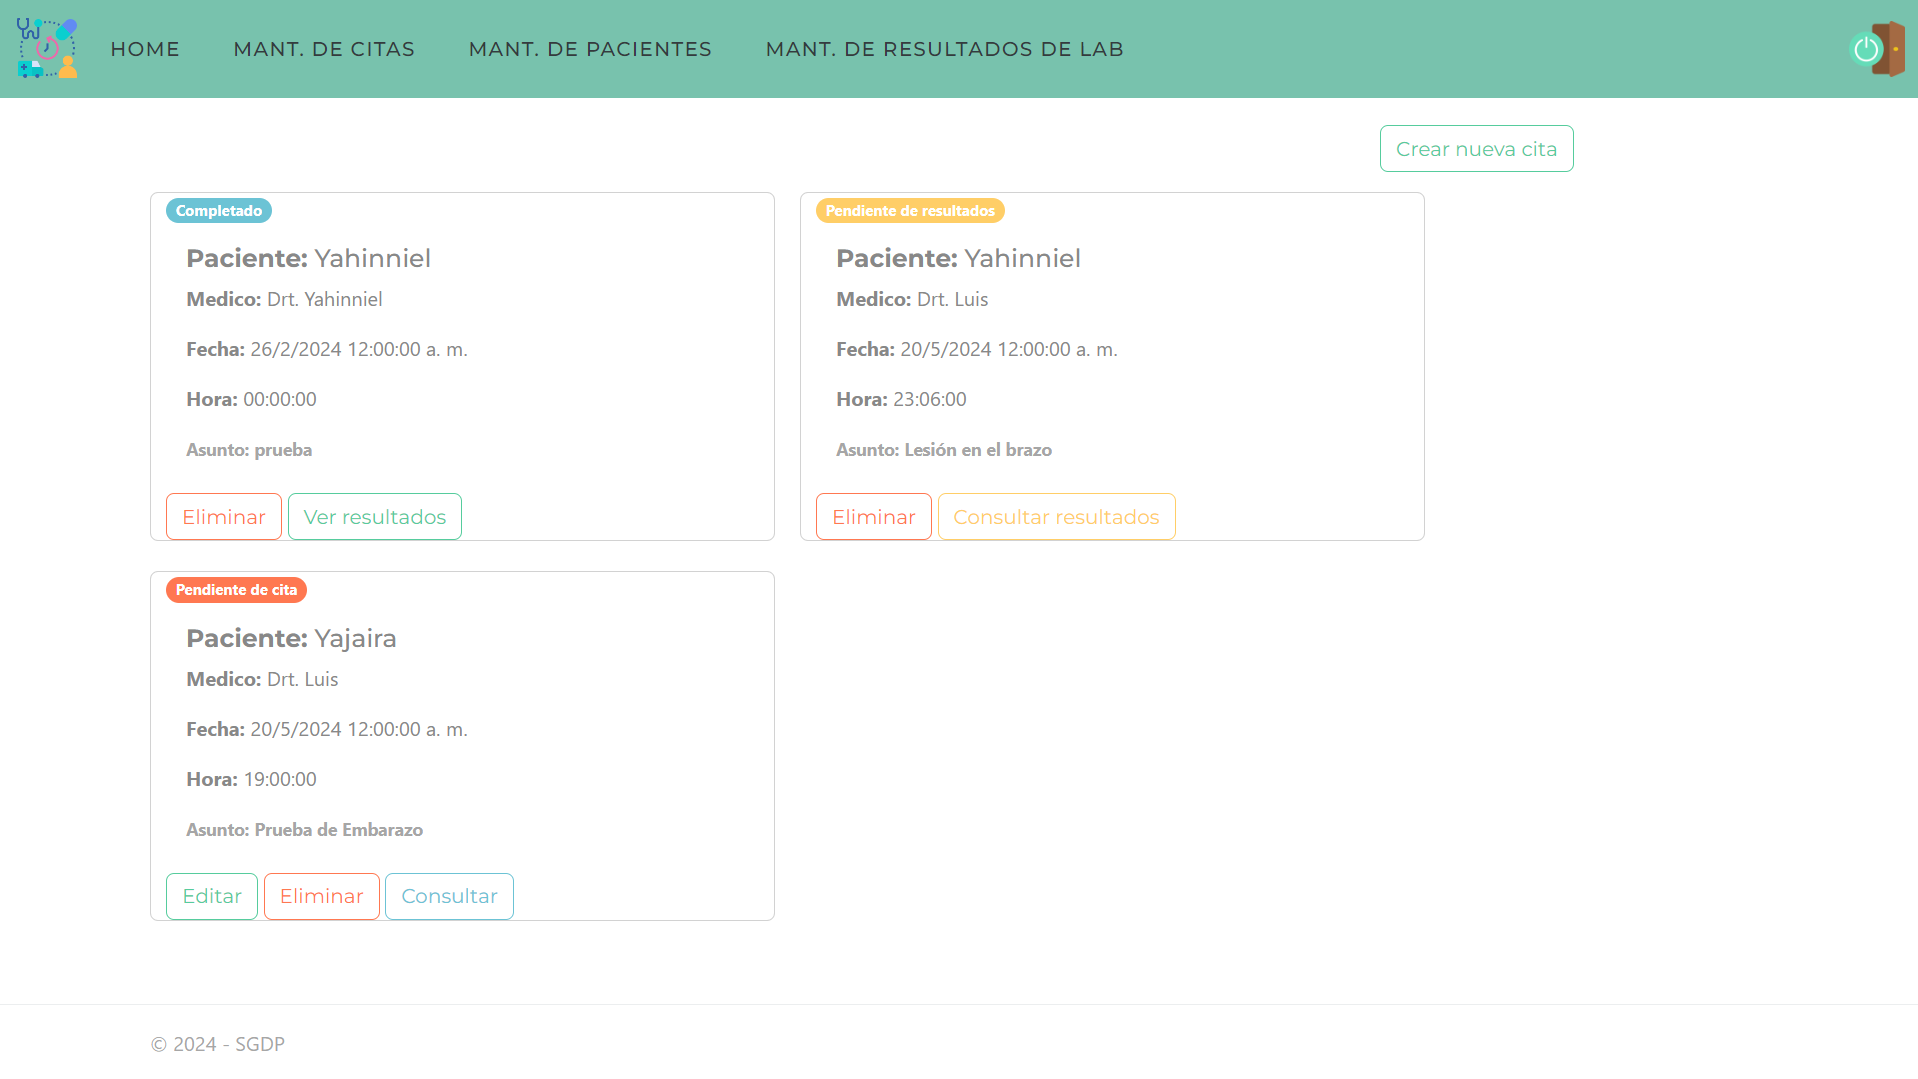 HOME MANT. DE CITAS MANT. DE PACIENTES MANT. DE RESULTADOS DE LAB
Crear nueva cita
Completado
Paciente: Yahinniel
Medico: Drt. Yahinniel
Fecha: 26/2/2024 12:00:00 a. m.
Hora: 00:00:00
Asunto: prueba
Eliminar Ver resultados
Pendiente de resultados
Paciente: Yahinniel
Medico: Drt. Luis
Fecha: 20/5/2024 12:00:00 a. m.
Hora: 23:06:00
Asunto: Lesión en el brazo
Eliminar Consultar resultados
Pendiente de cita
Paciente: Yajaira
Medico: Drt. Luis
Fecha: 20/5/2024 12:00:00 a. m.
Hora: 19:00:00
Asunto: Prueba de Embarazo
Editar Eliminar Consultar
© 2024 - SGDP